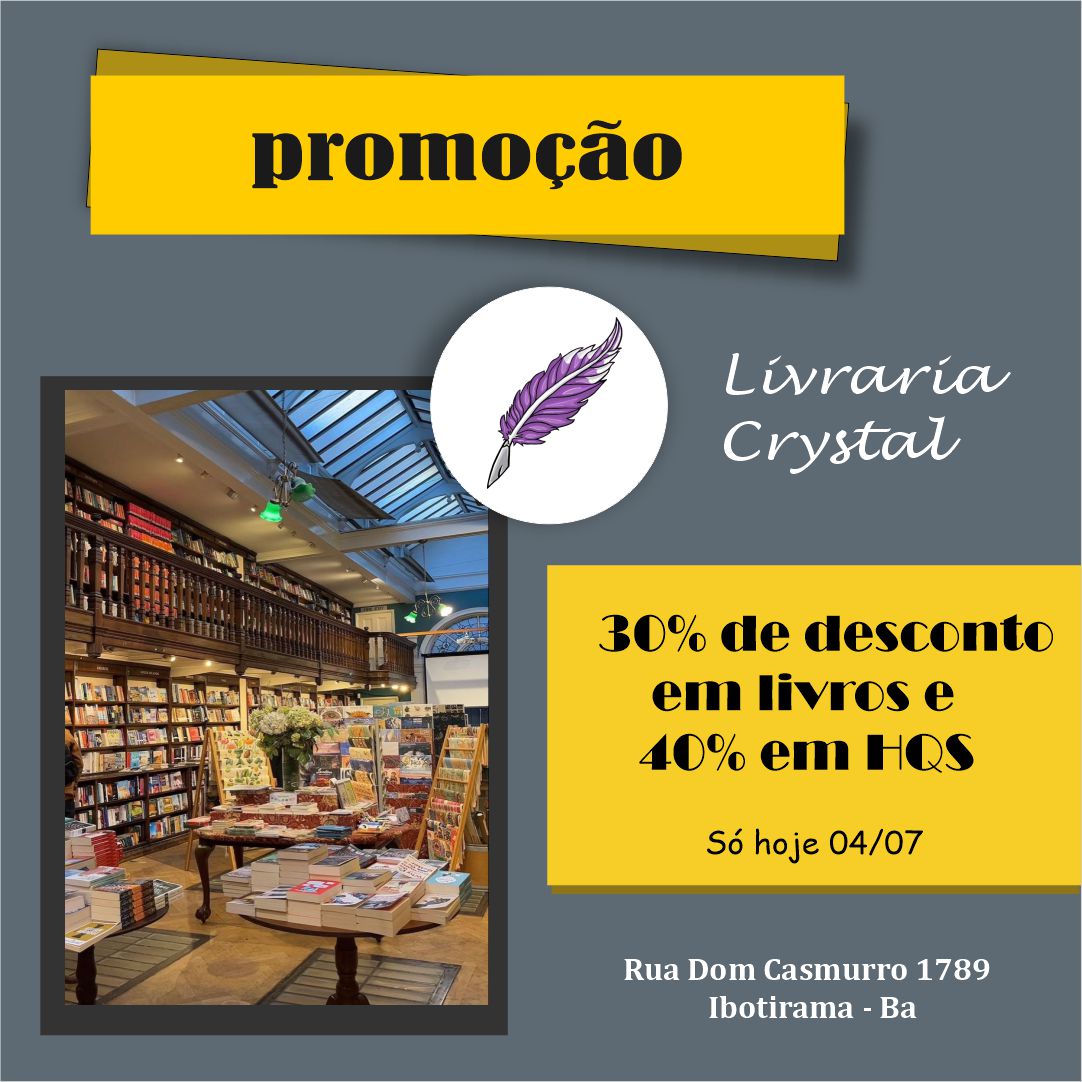 promoção
Livraria
Crystal
30% de desconto
em livros e
40% em HQS
Só hoje 04/07
Rua Dom Casmurro 1789
Ibotirama - Ba